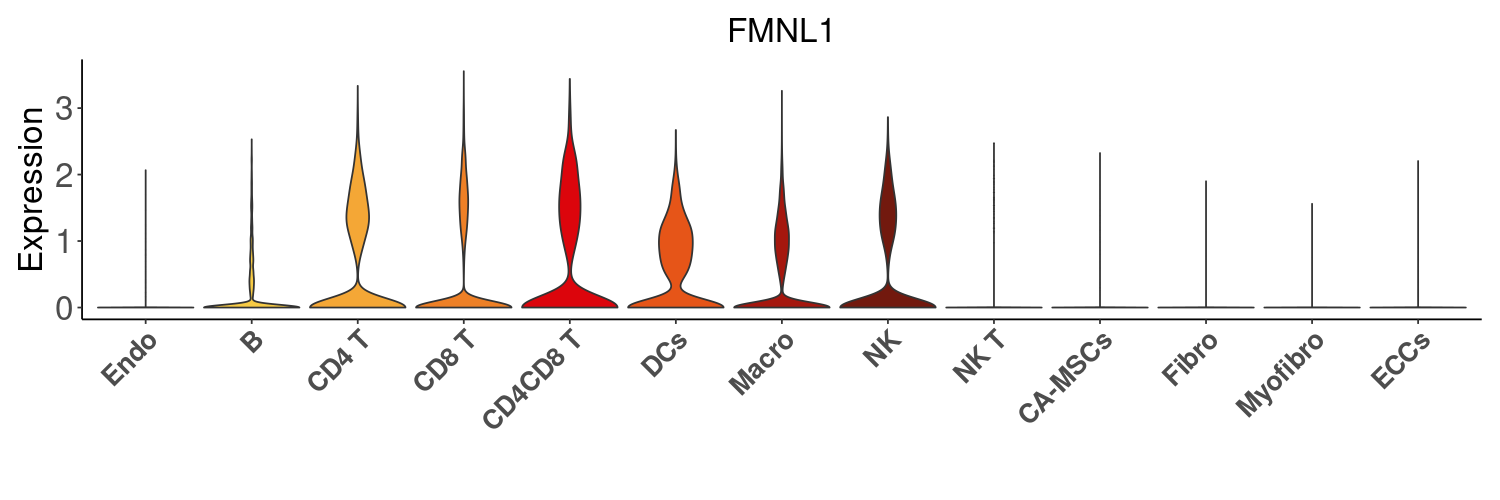 FMNL1
Expression
3
2
1
0
Endo
B
CD4 T
CD8 T
CD4CD8 T
DCs
Macro
NK
NK T
CA-MSCs
Fibro
Myofibro
ECCs